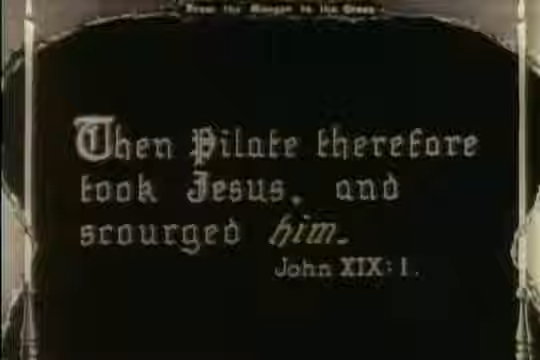 From the Manger to the Cross
Then Pilate therefore
took Jesus, and
scourged him.
John XIX: 1.